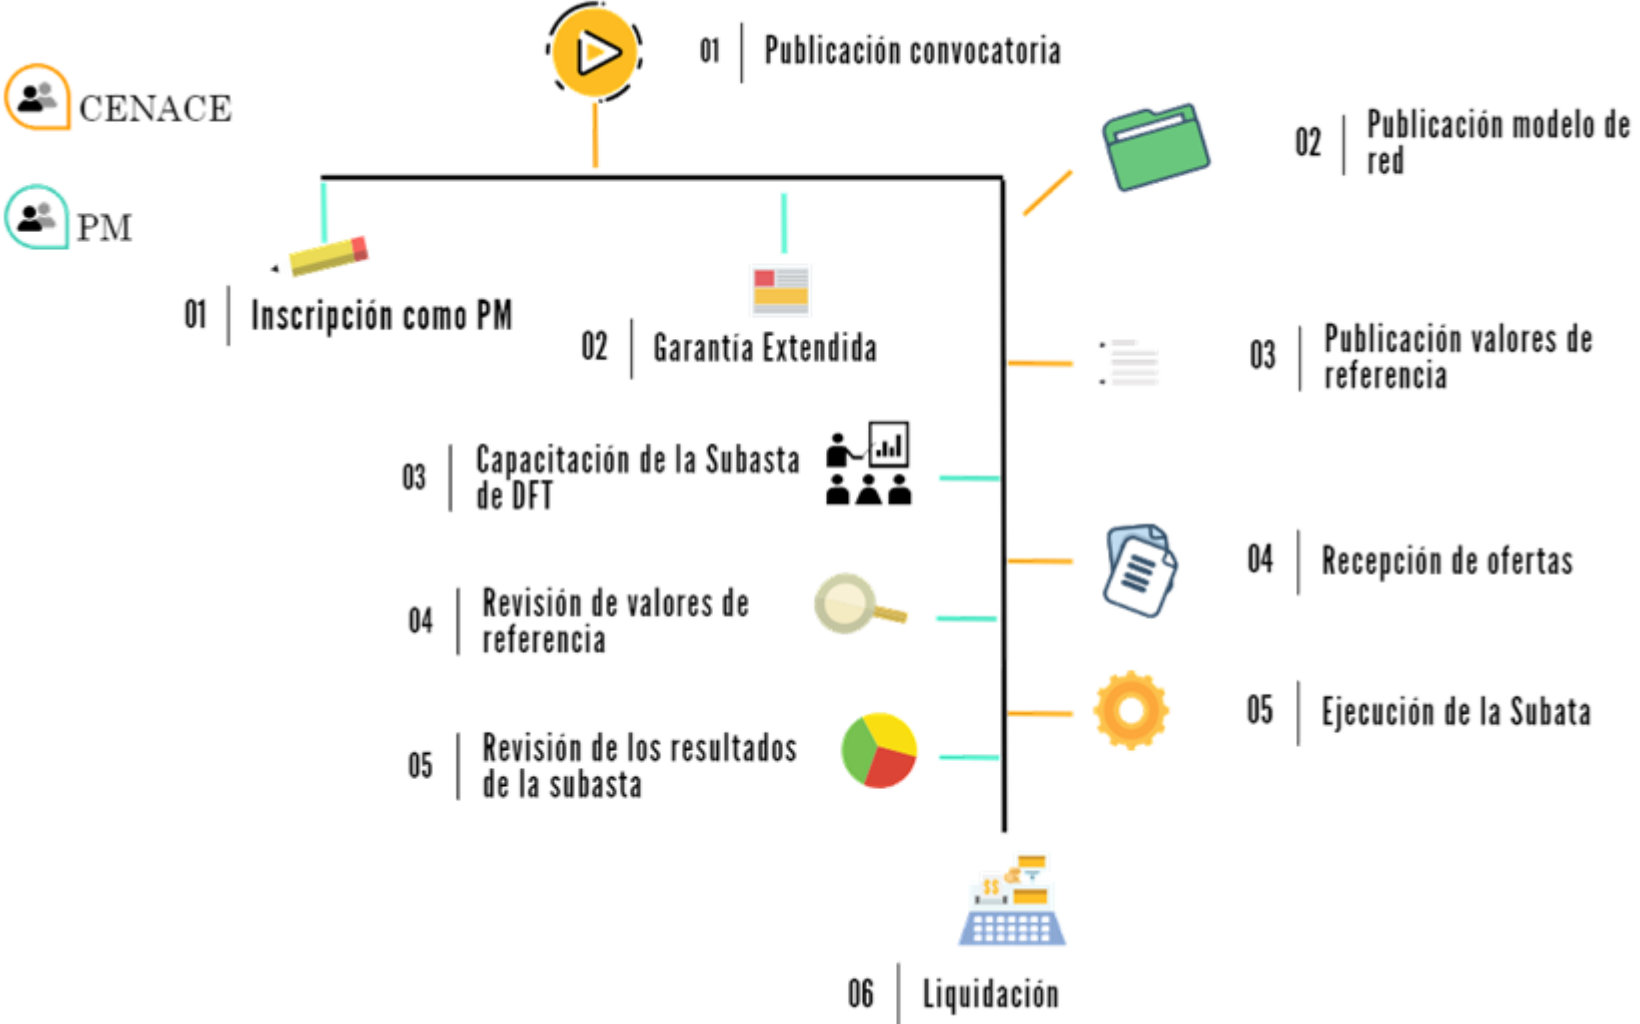 01
Publicación convocatoria
CENACE
PM
02
Publicación modelo de
red
01
Inscripción como PM
02
Garantía Extendida
03
Publicación valores de
referencia
03
Capacitación de la Subasta
de DFT
04
Recepción de ofertas
04
Revisión de valores de
referencia
05
Ejecución de la Subata
05
Revisión de los resultados
de la subasta
$$
06
Liquidación